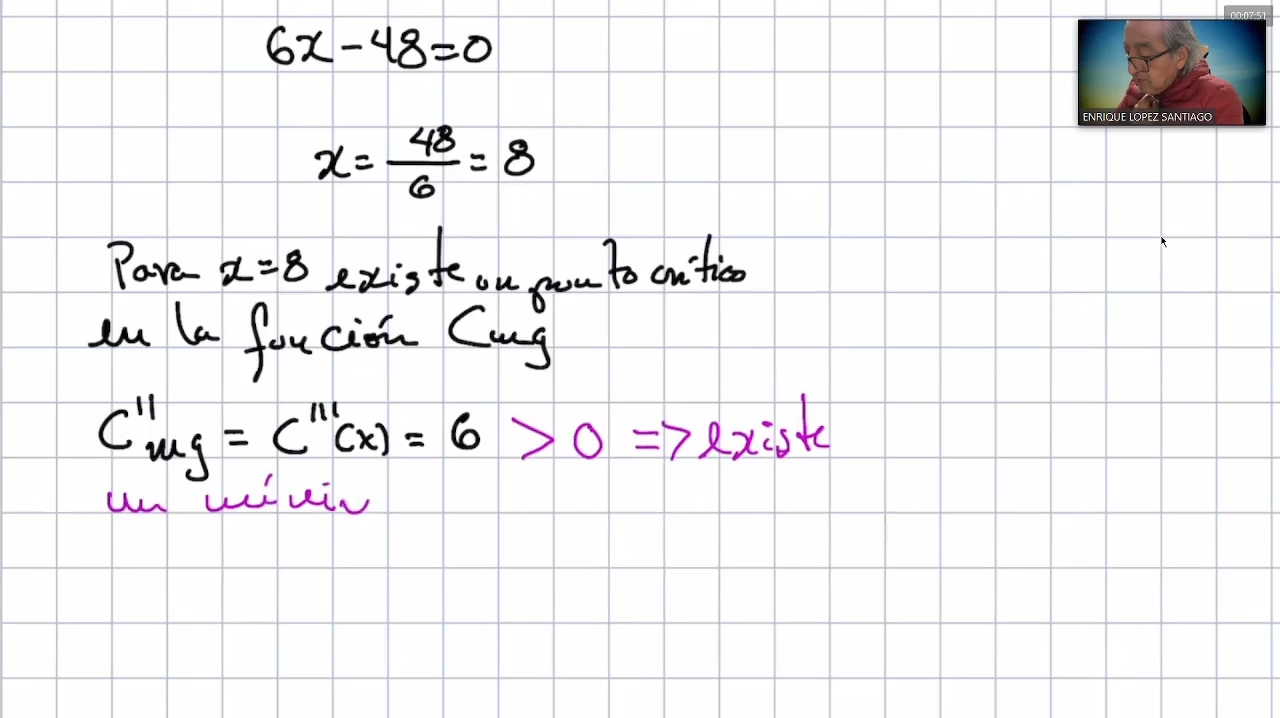 00:07:51
6x-48=0
ENRIQUE LOPEZ SANTIAGO
x= 48/6 = 8
Para x=8 existe un punto crítico
en la función Cmg
C''mg = C'''(x) = 6 > 0 => existe
un mínim